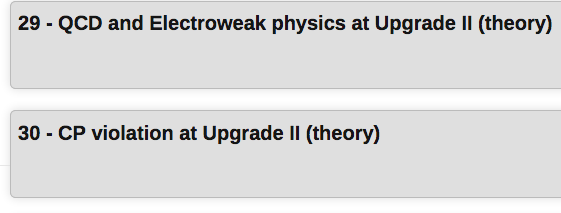 29 - QCD and Electroweak physics at Upgrade II (theory)
30 - CP violation at Upgrade II (theory)